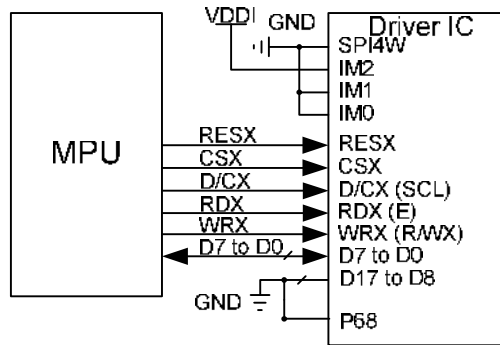 VDDI
GND
Driver IC
SPI4W
IM2
IM1
IM0
MPU
RESX
RESX
CSX
CSX
D/CX
D/CX (SCL)
RDX
RDX (E)
WRX
WRX (R/WX)
D7 to D0
D7 to D0
D17 to D8
GND
P68